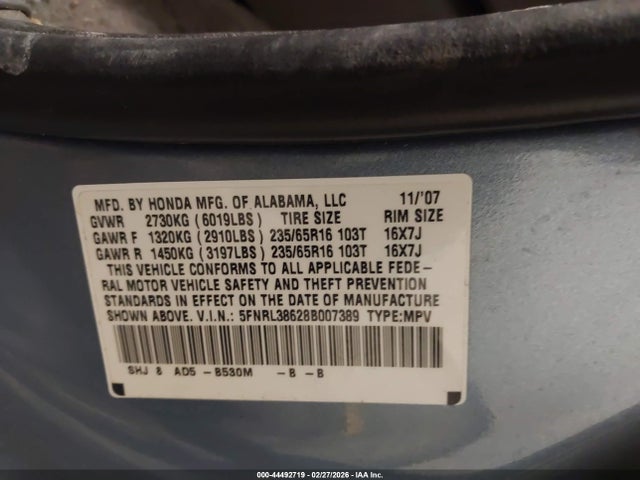 MFD. BY HONDA MFG. OF ALABAMA, LLC 11/'07
GVWR 2730KG (6019LBS) TIRE SIZE RIM SIZE
GAWR F 1320KG (2910LBS) 235/65R16 103T 16X7J
GAWR R 1450KG (3197LBS) 235/65R16 103T 16X7J
THIS VEHICLE CONFORMS TO ALL APPLICABLE FEDE-
RAL MOTOR VEHICLE SAFETY AND THEFT PREVENTION
STANDARDS IN EFFECT ON THE DATE OF MANUFACTURE
SHOWN ABOVE. V.I.N.: 5FNRL38628B007389 TYPE:MPV
SHJ 8 AD5 -B530M -B -B
000-44492719 - 02/27/2026 - IAA Inc.